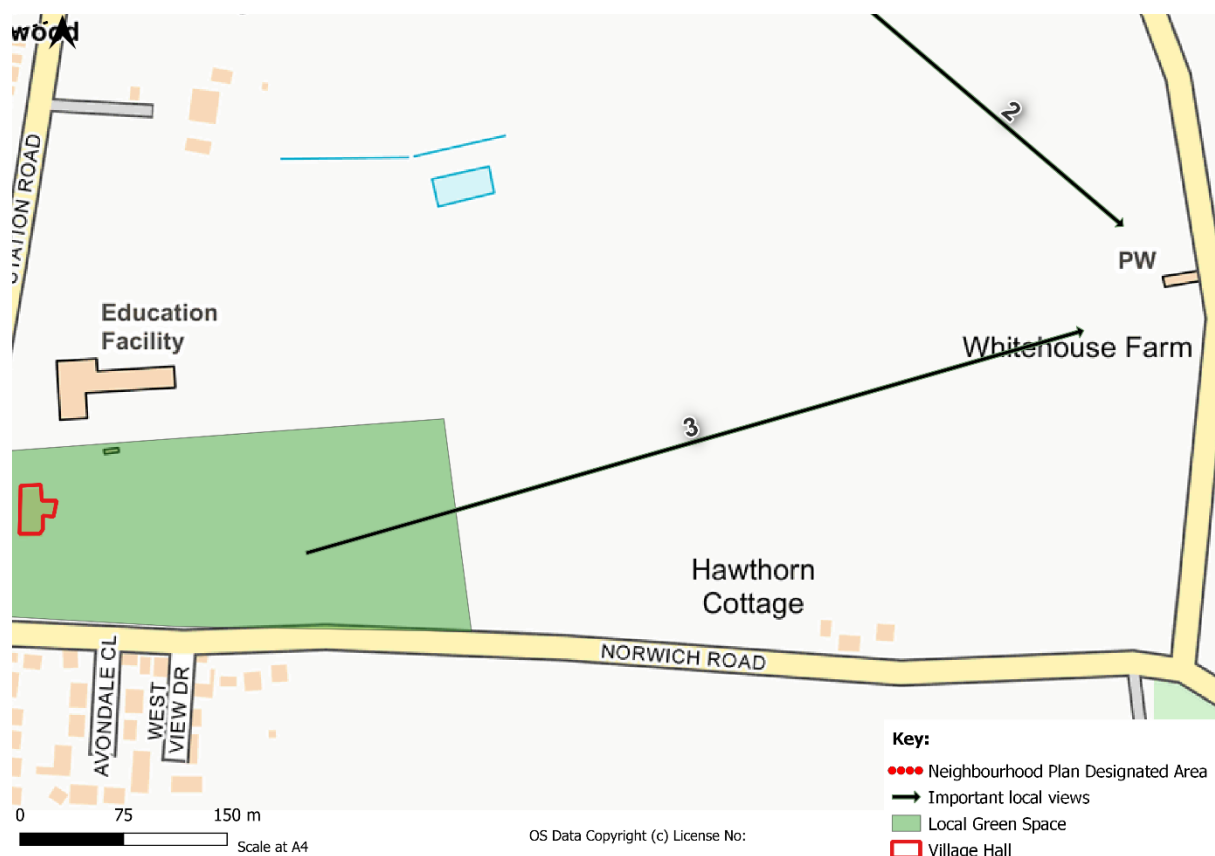 wood
2
STATION ROAD
PW
Education
Facility
Whitehouse Farm
3
Hawthorn
Cottage
NORWICH ROAD
AVONDALE CL
WEST
VIEW DR
Key:
Neighbourhood Plan Designated Area
Important local views
Local Green Space
Village Hall
0 75 150 m
Scale at A4
OS Data Copyright (c) License No: